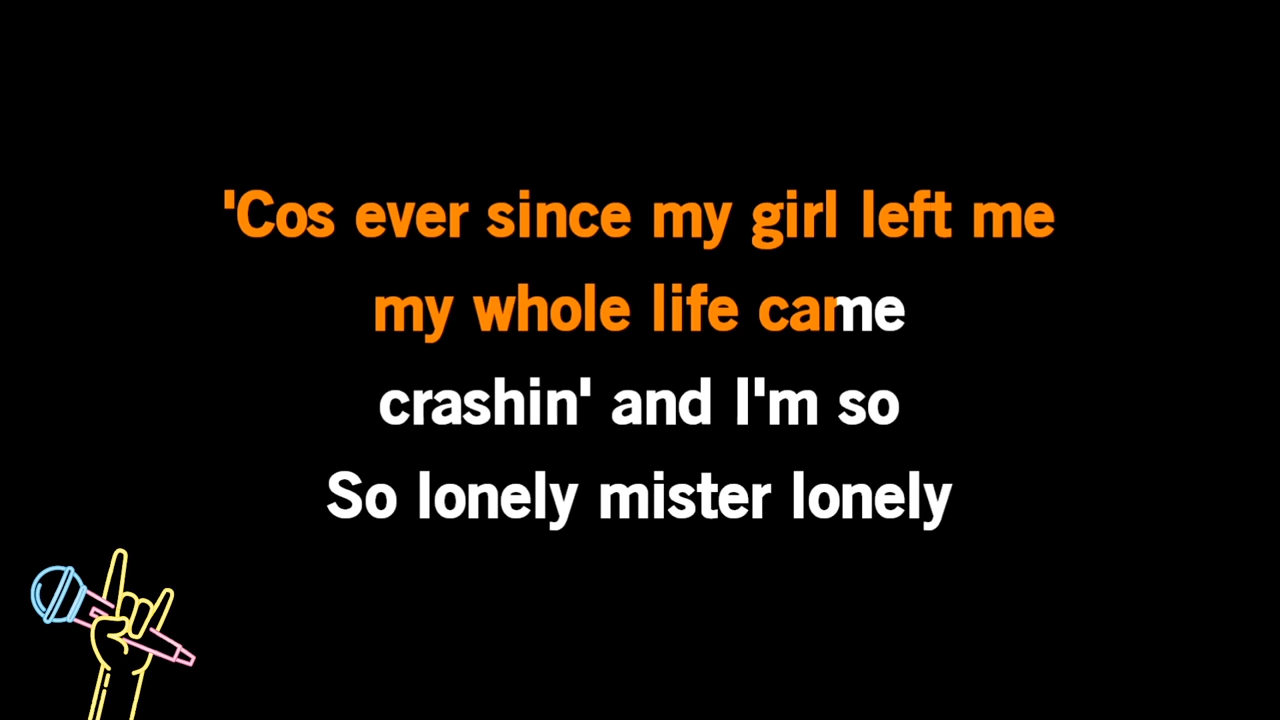 'Cos ever since my girl left me
my whole life came
crashin' and I'm so
So lonely mister lonely